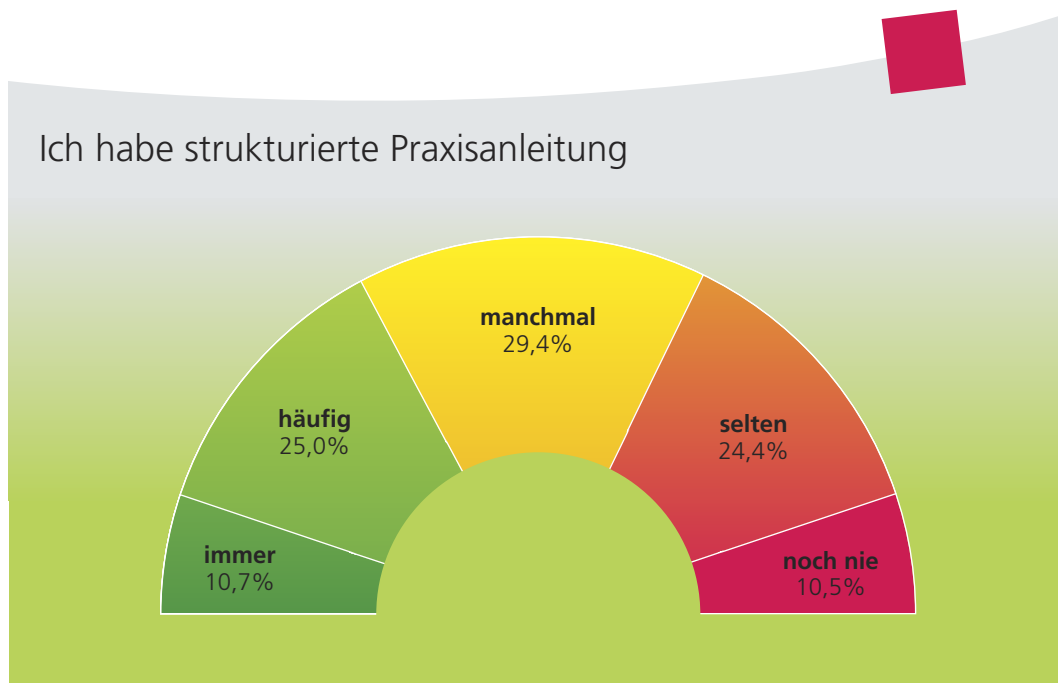 Ich habe strukturierte Praxisanleitung
immer
10,7%
häufig
25,0%
manchmal
29,4%
selten
24,4%
noch nie
10,5%